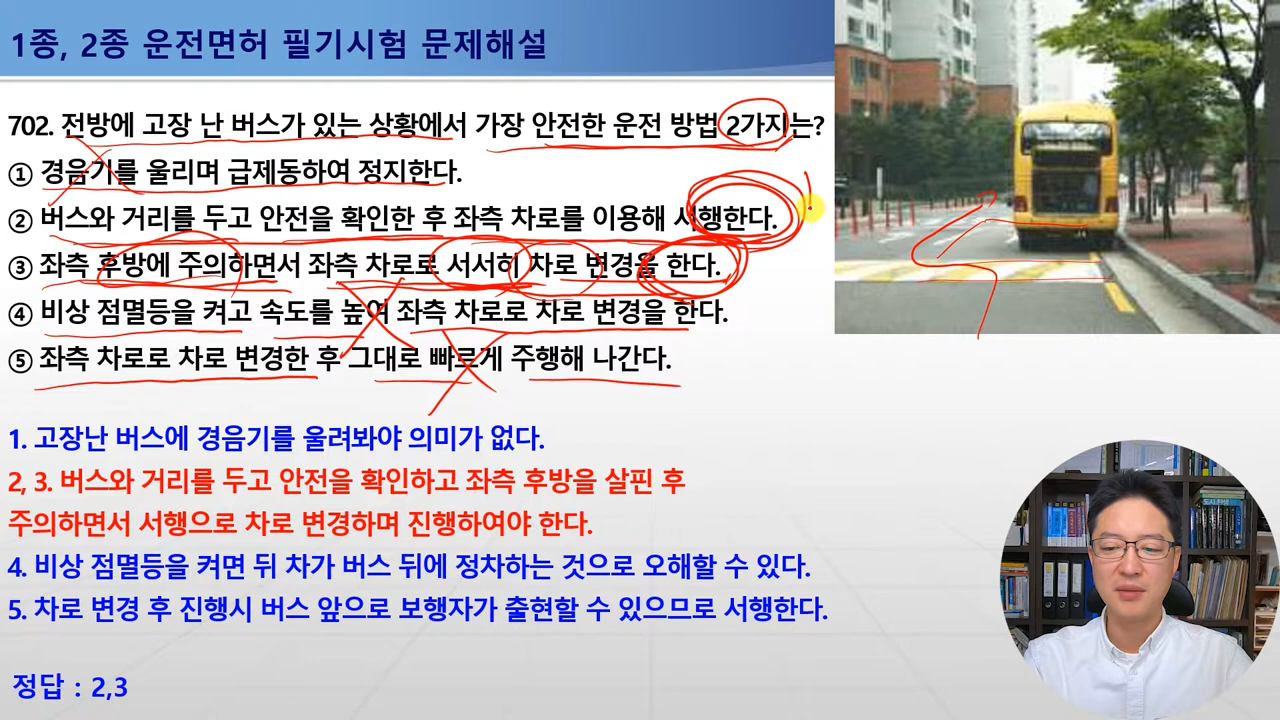 1종, 2종 운전면허 필기시험 문제해설
702. 전방에 고장 난 버스가 있는 상황에서 가장 안전한 운전 방법 2가지는?
① 경음기를 울리며 급제동하여 정지한다.
② 버스와 거리를 두고 안전을 확인한 후 좌측 차로를 이용해 서행한다.
③ 좌측 후방에 주의하면서 좌측 차로로 서서히 차로 변경을 한다.
④ 비상 점멸등을 켜고 속도를 높여 좌측 차로로 차로 변경을 한다.
⑤ 좌측 차로로 차로 변경한 후 그대로 빠르게 주행해 나간다.
1. 고장난 버스에 경음기를 울려봐야 의미가 없다.
2, 3. 버스와 거리를 두고 안전을 확인하고 좌측 후방을 살핀 후
주의하면서 서행으로 차로 변경하며 진행하여야 한다.
4. 비상 점멸등을 켜면 뒤 차가 버스 뒤에 정차하는 것으로 오해할 수 있다.
5. 차로 변경 후 진행시 버스 앞으로 보행자가 출현할 수 있으므로 서행한다.
정답 : 2,3